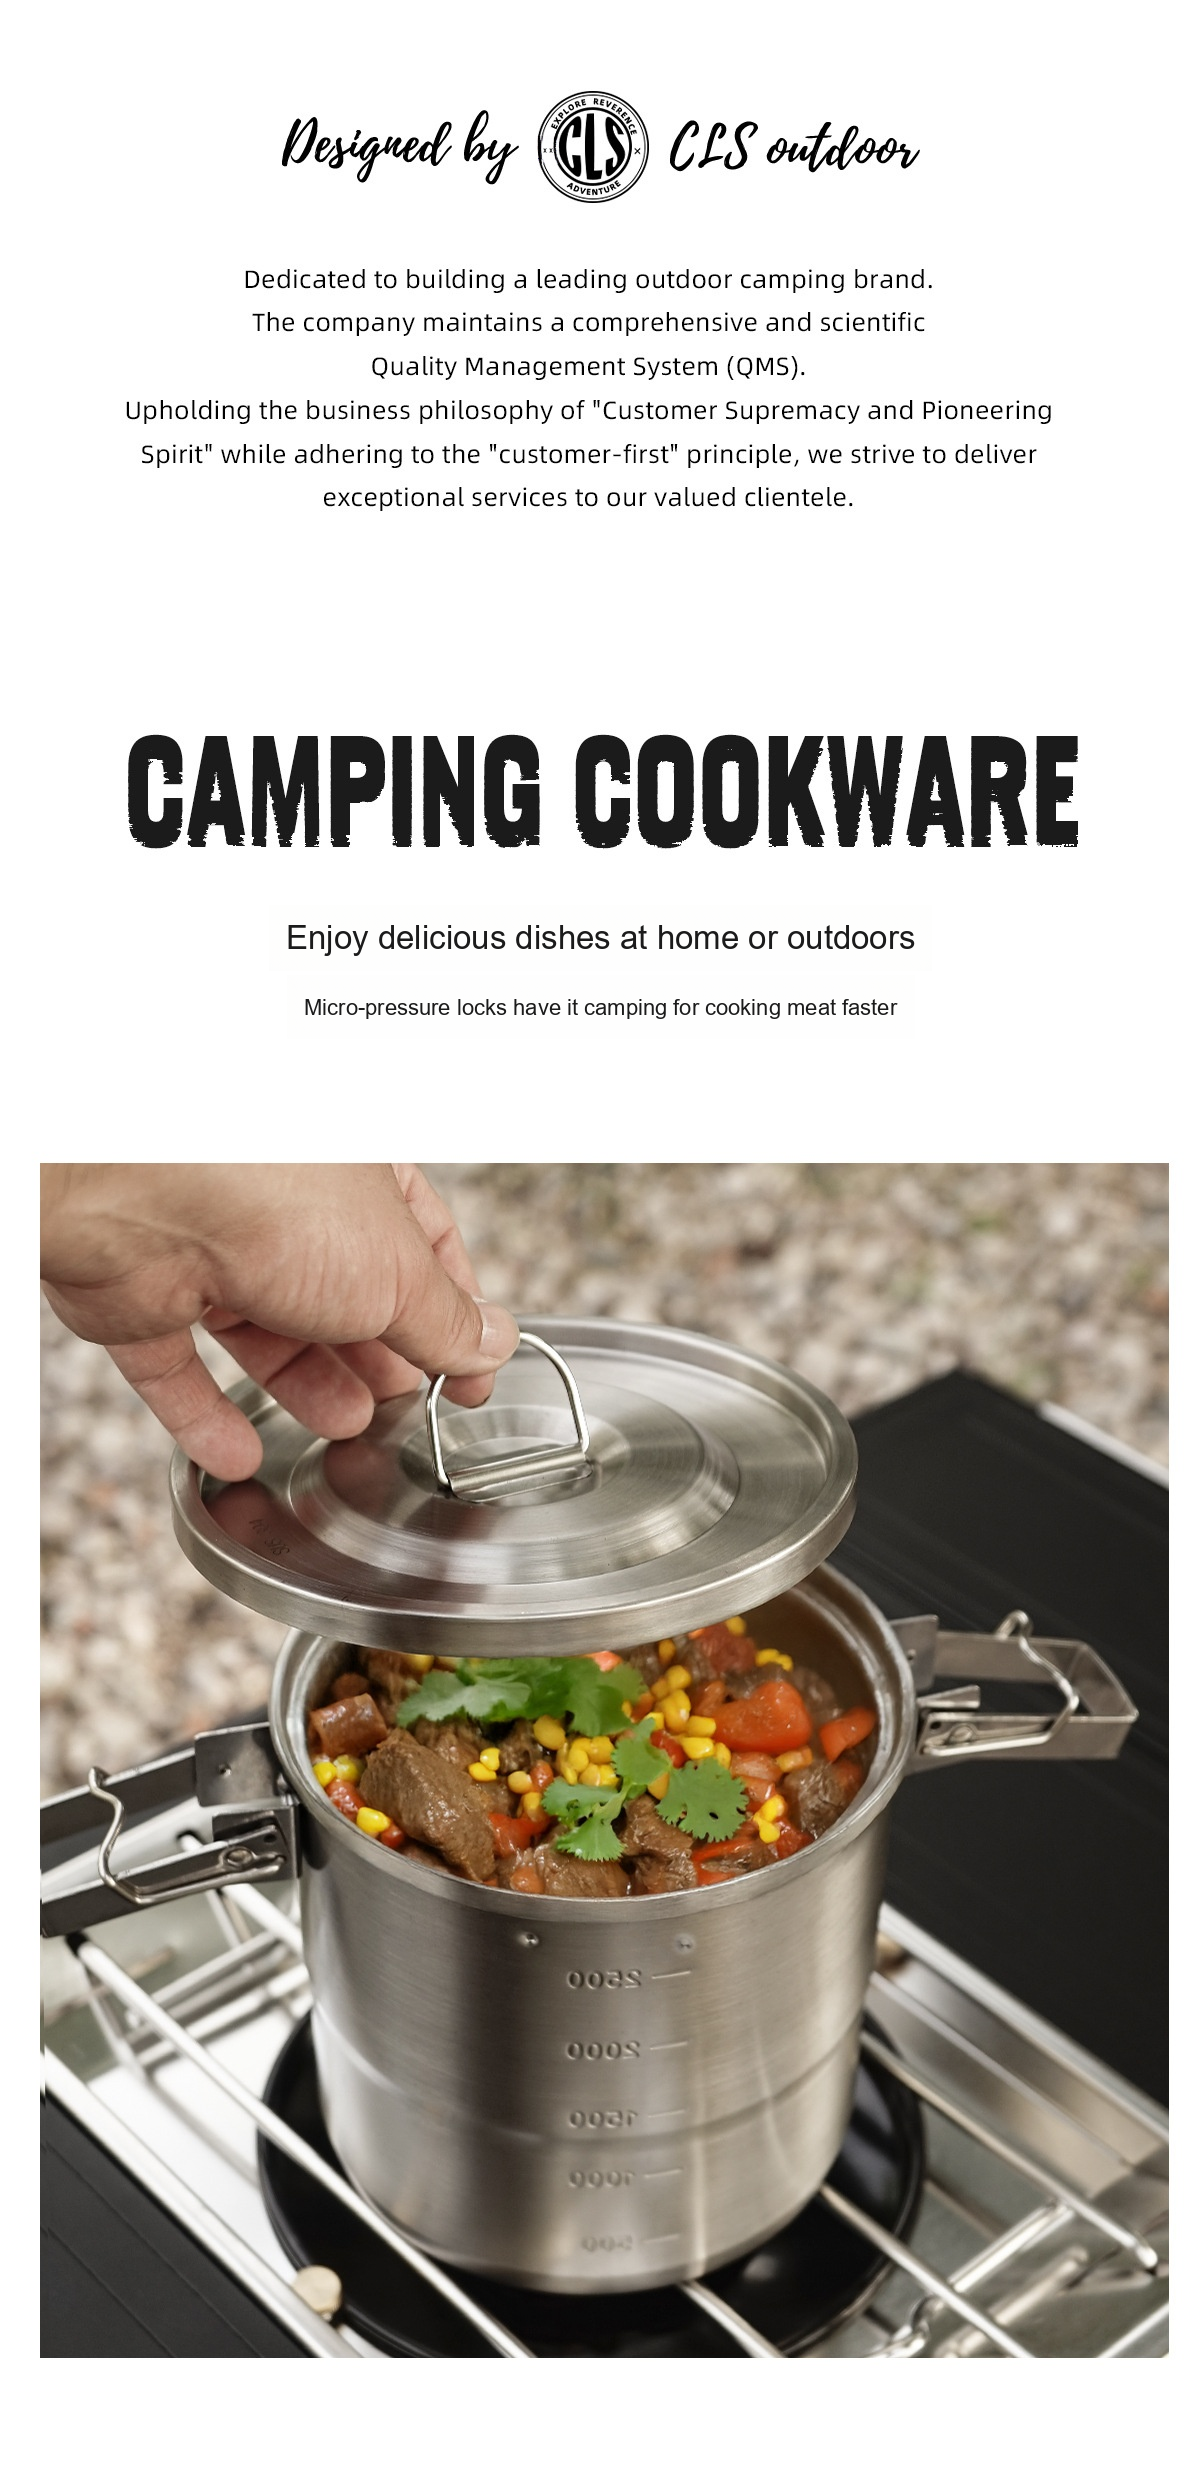 Designed by
EXPLORE REVERENCE
CLS
ADVENTURE
CLS outdoor
Dedicated to building a leading outdoor camping brand.
The company maintains a comprehensive and scientific
Quality Management System (QMS).
Upholding the business philosophy of "Customer Supremacy and Pioneering
Spirit" while adhering to the "customer-first" principle, we strive to deliver
exceptional services to our valued clientele.
CAMPING COOKWARE
Enjoy delicious dishes at home or outdoors
Micro-pressure locks have it camping for cooking meat faster
2500
2000
1500
1000
500